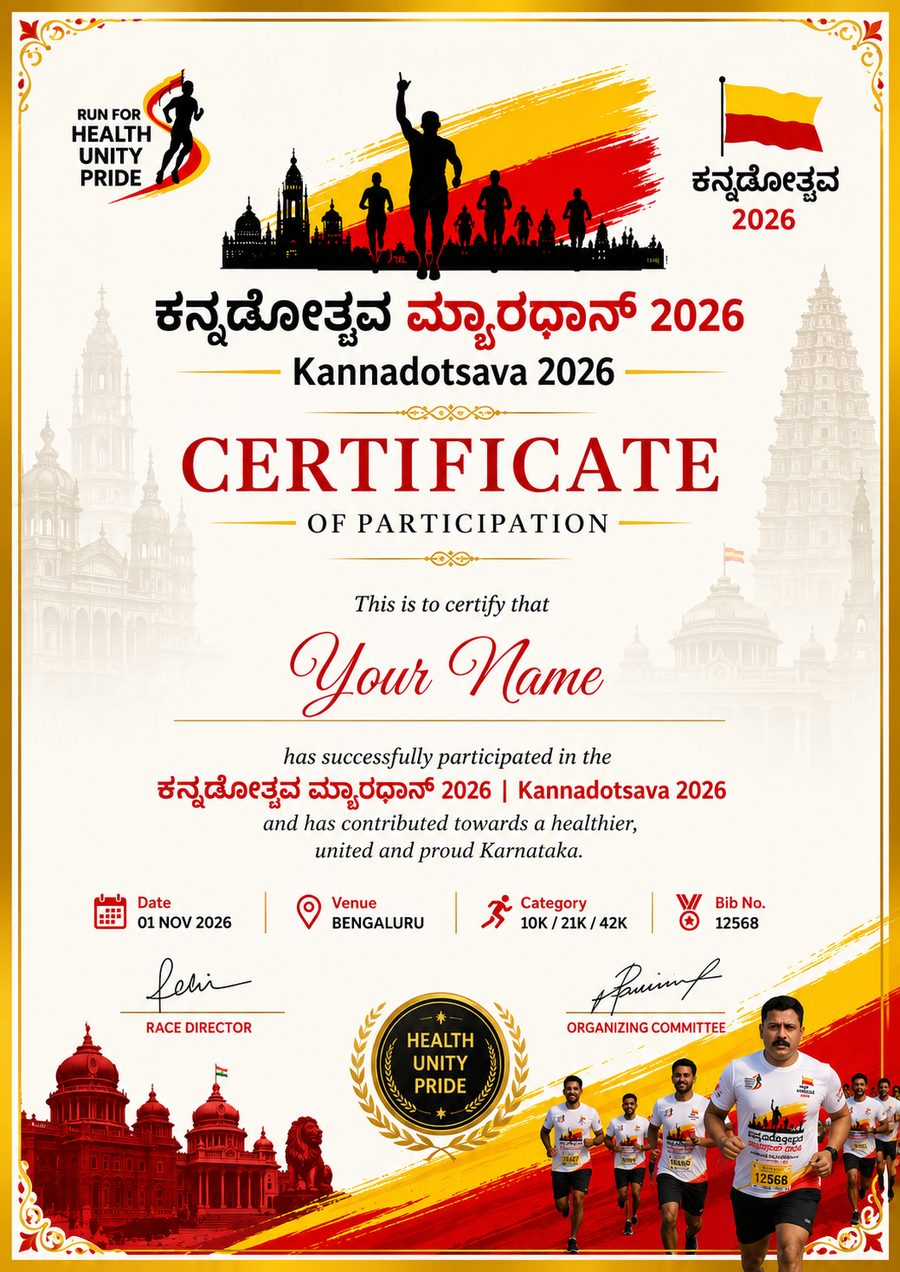 RUN FOR
HEALTH
UNITY
PRIDE
ಕನ್ನಡೋತ್ಸವ
2026
ಕನ್ನಡೋತ್ಸವ ಮ್ಯಾರಥಾನ್ 2026
Kannadotsava 2026
CERTIFICATE
OF PARTICIPATION
This is to certify that
Your Name
has successfully participated in the
ಕನ್ನಡೋತ್ಸವ ಮ್ಯಾರಥಾನ್ 2026 | Kannadotsava 2026
and has contributed towards a healthier,
united and proud Karnataka.
Date
01 NOV 2026
Venue
BENGALURU
Category
10K / 21K / 42K
Bib No.
12568
RACE DIRECTOR
ORGANIZING COMMITTEE
HEALTH
UNITY
PRIDE
12568